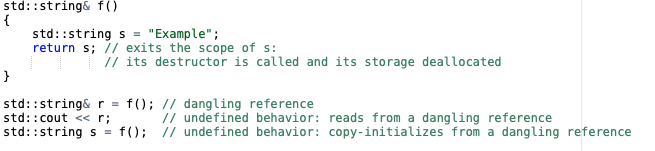 std::string& f()
{
    std::string s = "Example";
    return s; // exits the scope of s:
              // its destructor is called and its storage deallocated
}

std::string& r = f(); // dangling reference
std::cout << r;       // undefined behavior: reads from a dangling reference
std::string s = f();  // undefined behavior: copy-initializes from a dangling reference